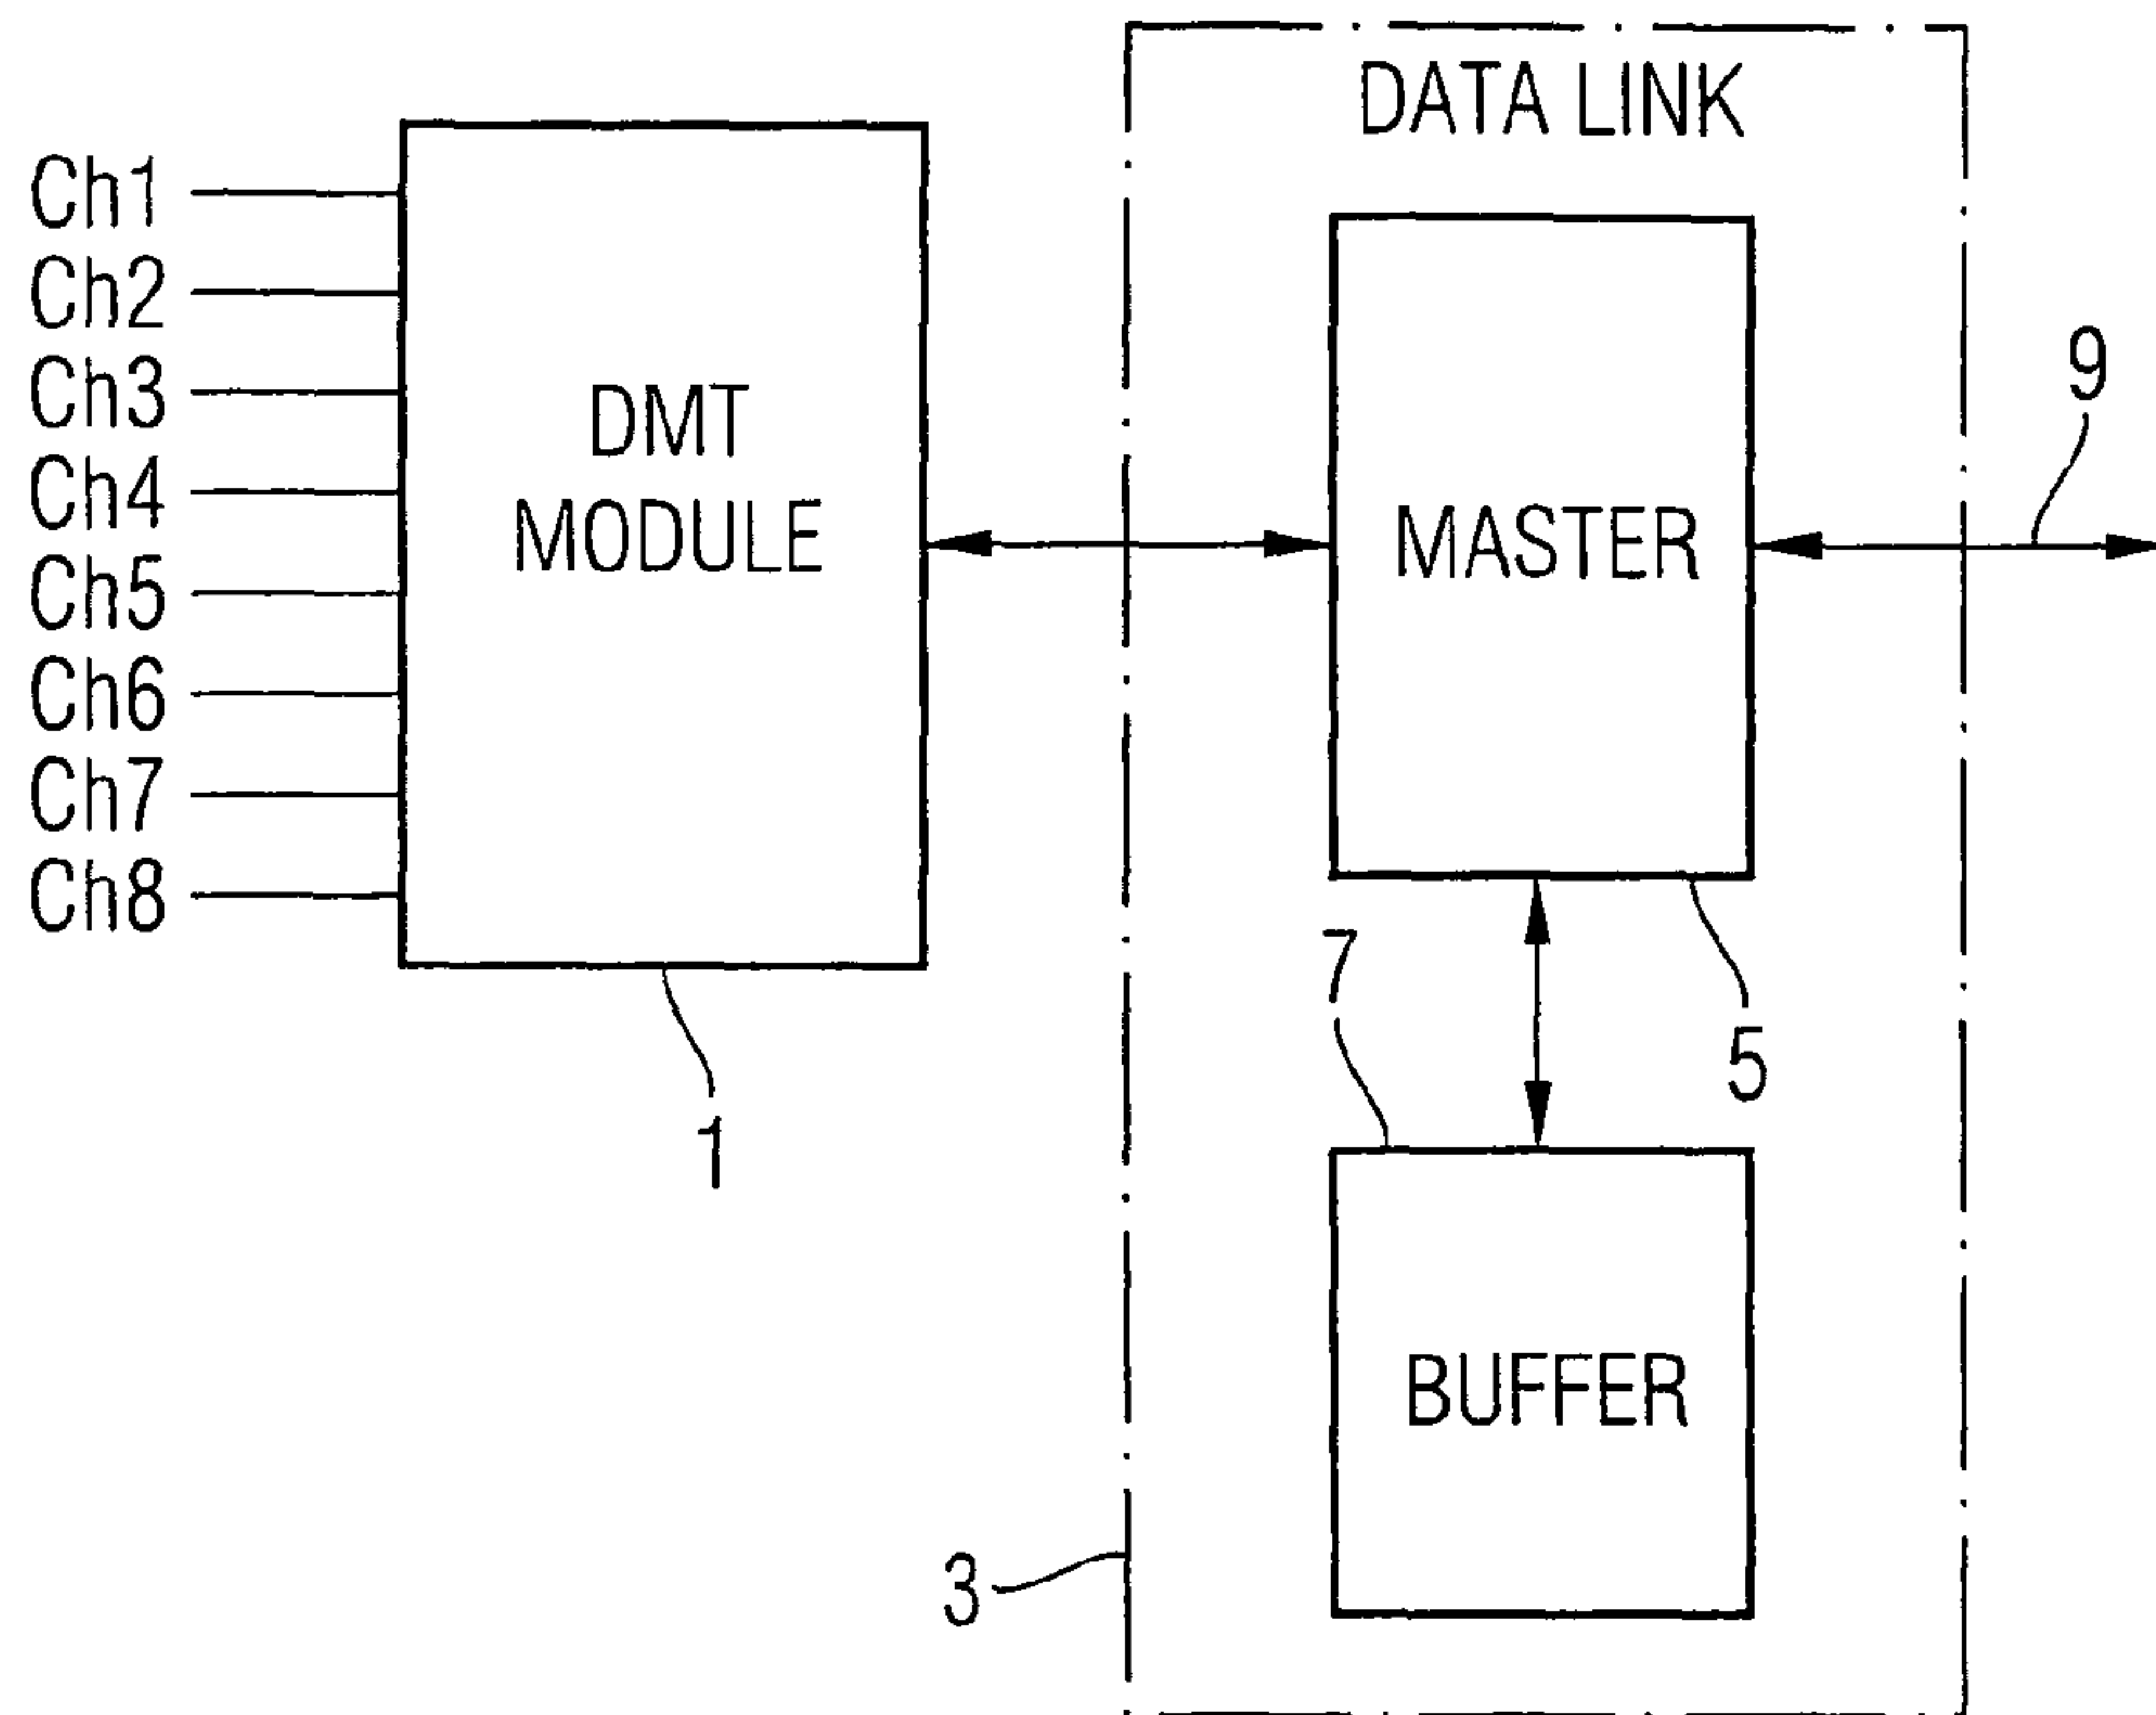 DATA LINK
Ch1
Ch2
Ch3
Ch4
Ch5
Ch6
Ch7
Ch8
DMT
MODULE
1
MASTER
9
5
7
BUFFER
3